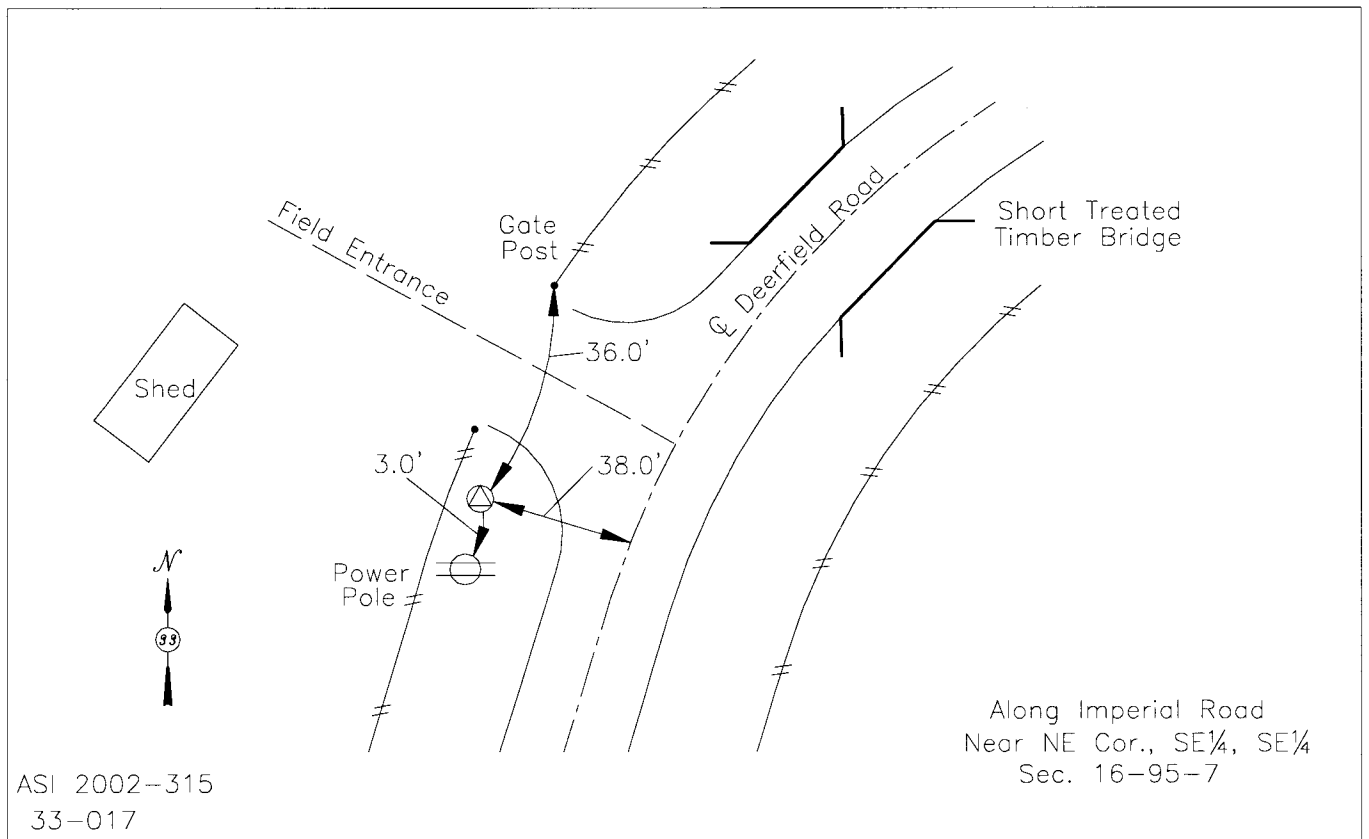 Gate
Post
Field Entrance
℄ Deerfield Road
Short Treated
Timber Bridge
36.0'
Shed
3.0'
38.0'
Power
Pole
N
33
Along Imperial Road
Near NE Cor., SE¼, SE¼
Sec. 16-95-7
ASI 2002-315
33-017